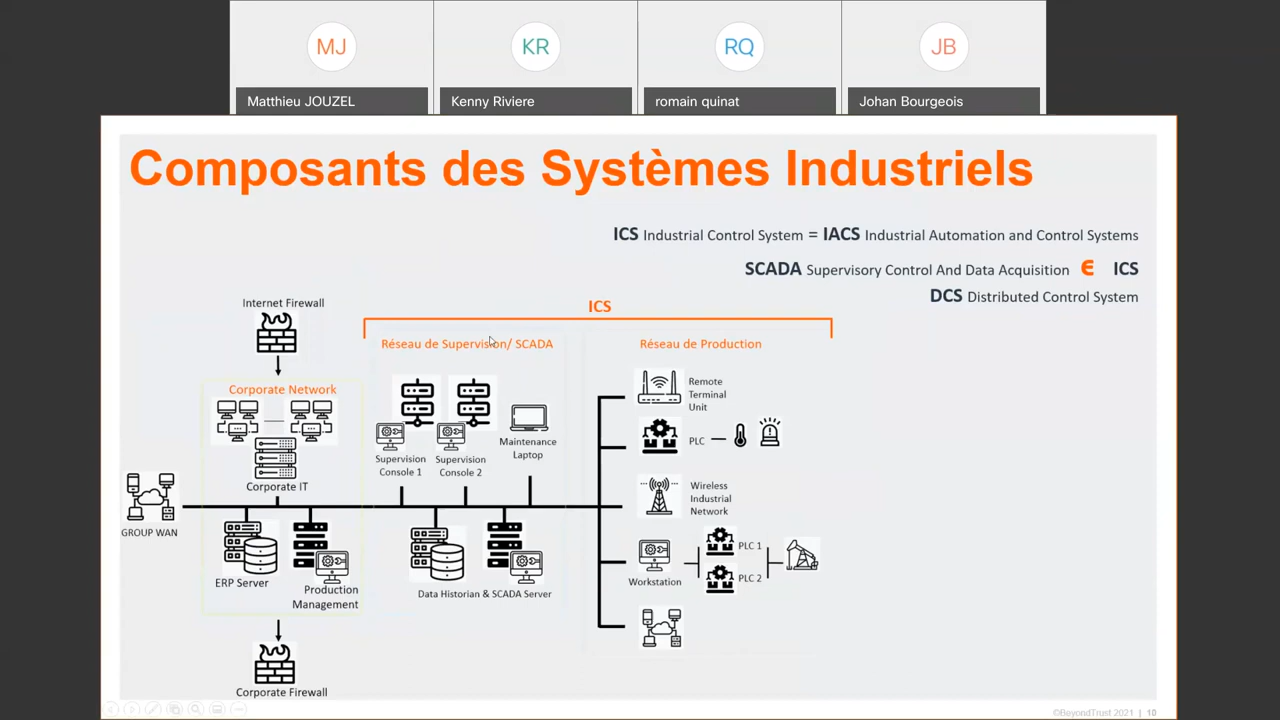 MJ
KR
RQ
JB
Matthieu JOUZEL
Kenny Riviere
romain quinat
Johan Bourgeois
Composants des Systèmes Industriels
ICS Industrial Control System = IACS Industrial Automation and Control Systems
SCADA Supervisory Control And Data Acquisition Є ICS
DCS Distributed Control System
Internet Firewall
ICS
Réseau de Supervision/ SCADA
Réseau de Production
Corporate Network
Corporate IT
GROUP WAN
ERP Server
Production
Management
Corporate Firewall
Supervision
Console 1
Supervision
Console 2
Maintenance
Laptop
Data Historian & SCADA Server
Remote
Terminal
Unit
PLC
Wireless
Industrial
Network
Workstation
PLC 1
PLC 2
©BeyondTrust 2021 | 10